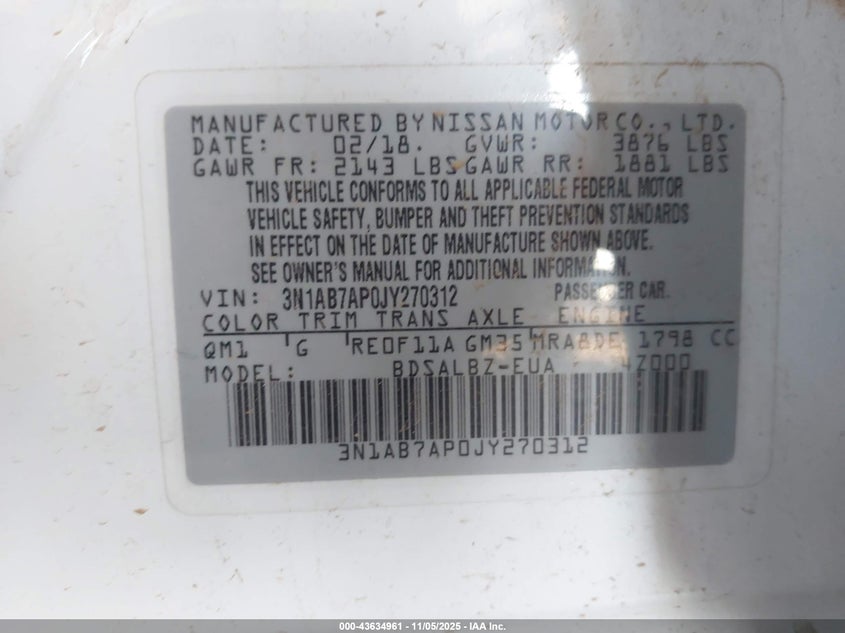 MANUFACTURED BY NISSAN MOTOR CO., LTD.
DATE: 02/18. GVWR: 3876 LBS
GAWR FR: 2143 LBS GAWR RR: 1881 LBS
THIS VEHICLE CONFORMS TO ALL APPLICABLE FEDERAL MOTOR
VEHICLE SAFETY, BUMPER AND THEFT PREVENTION STANDARDS
IN EFFECT ON THE DATE OF MANUFACTURE SHOWN ABOVE.
SEE OWNER'S MANUAL FOR ADDITIONAL INFORMATION.
VIN: 3N1AB7AP0JY270312 PASSENGER CAR.
COLOR TRIM TRANS AXLE ENGINE
QM1 G RE0F11A GM35 MRA8DE 1798 CC
MODEL: BDSALBZ-EUA - 4Z000
3N1AB7AP0JY270312
000-43634961 - 11/05/2025 - IAA Inc.